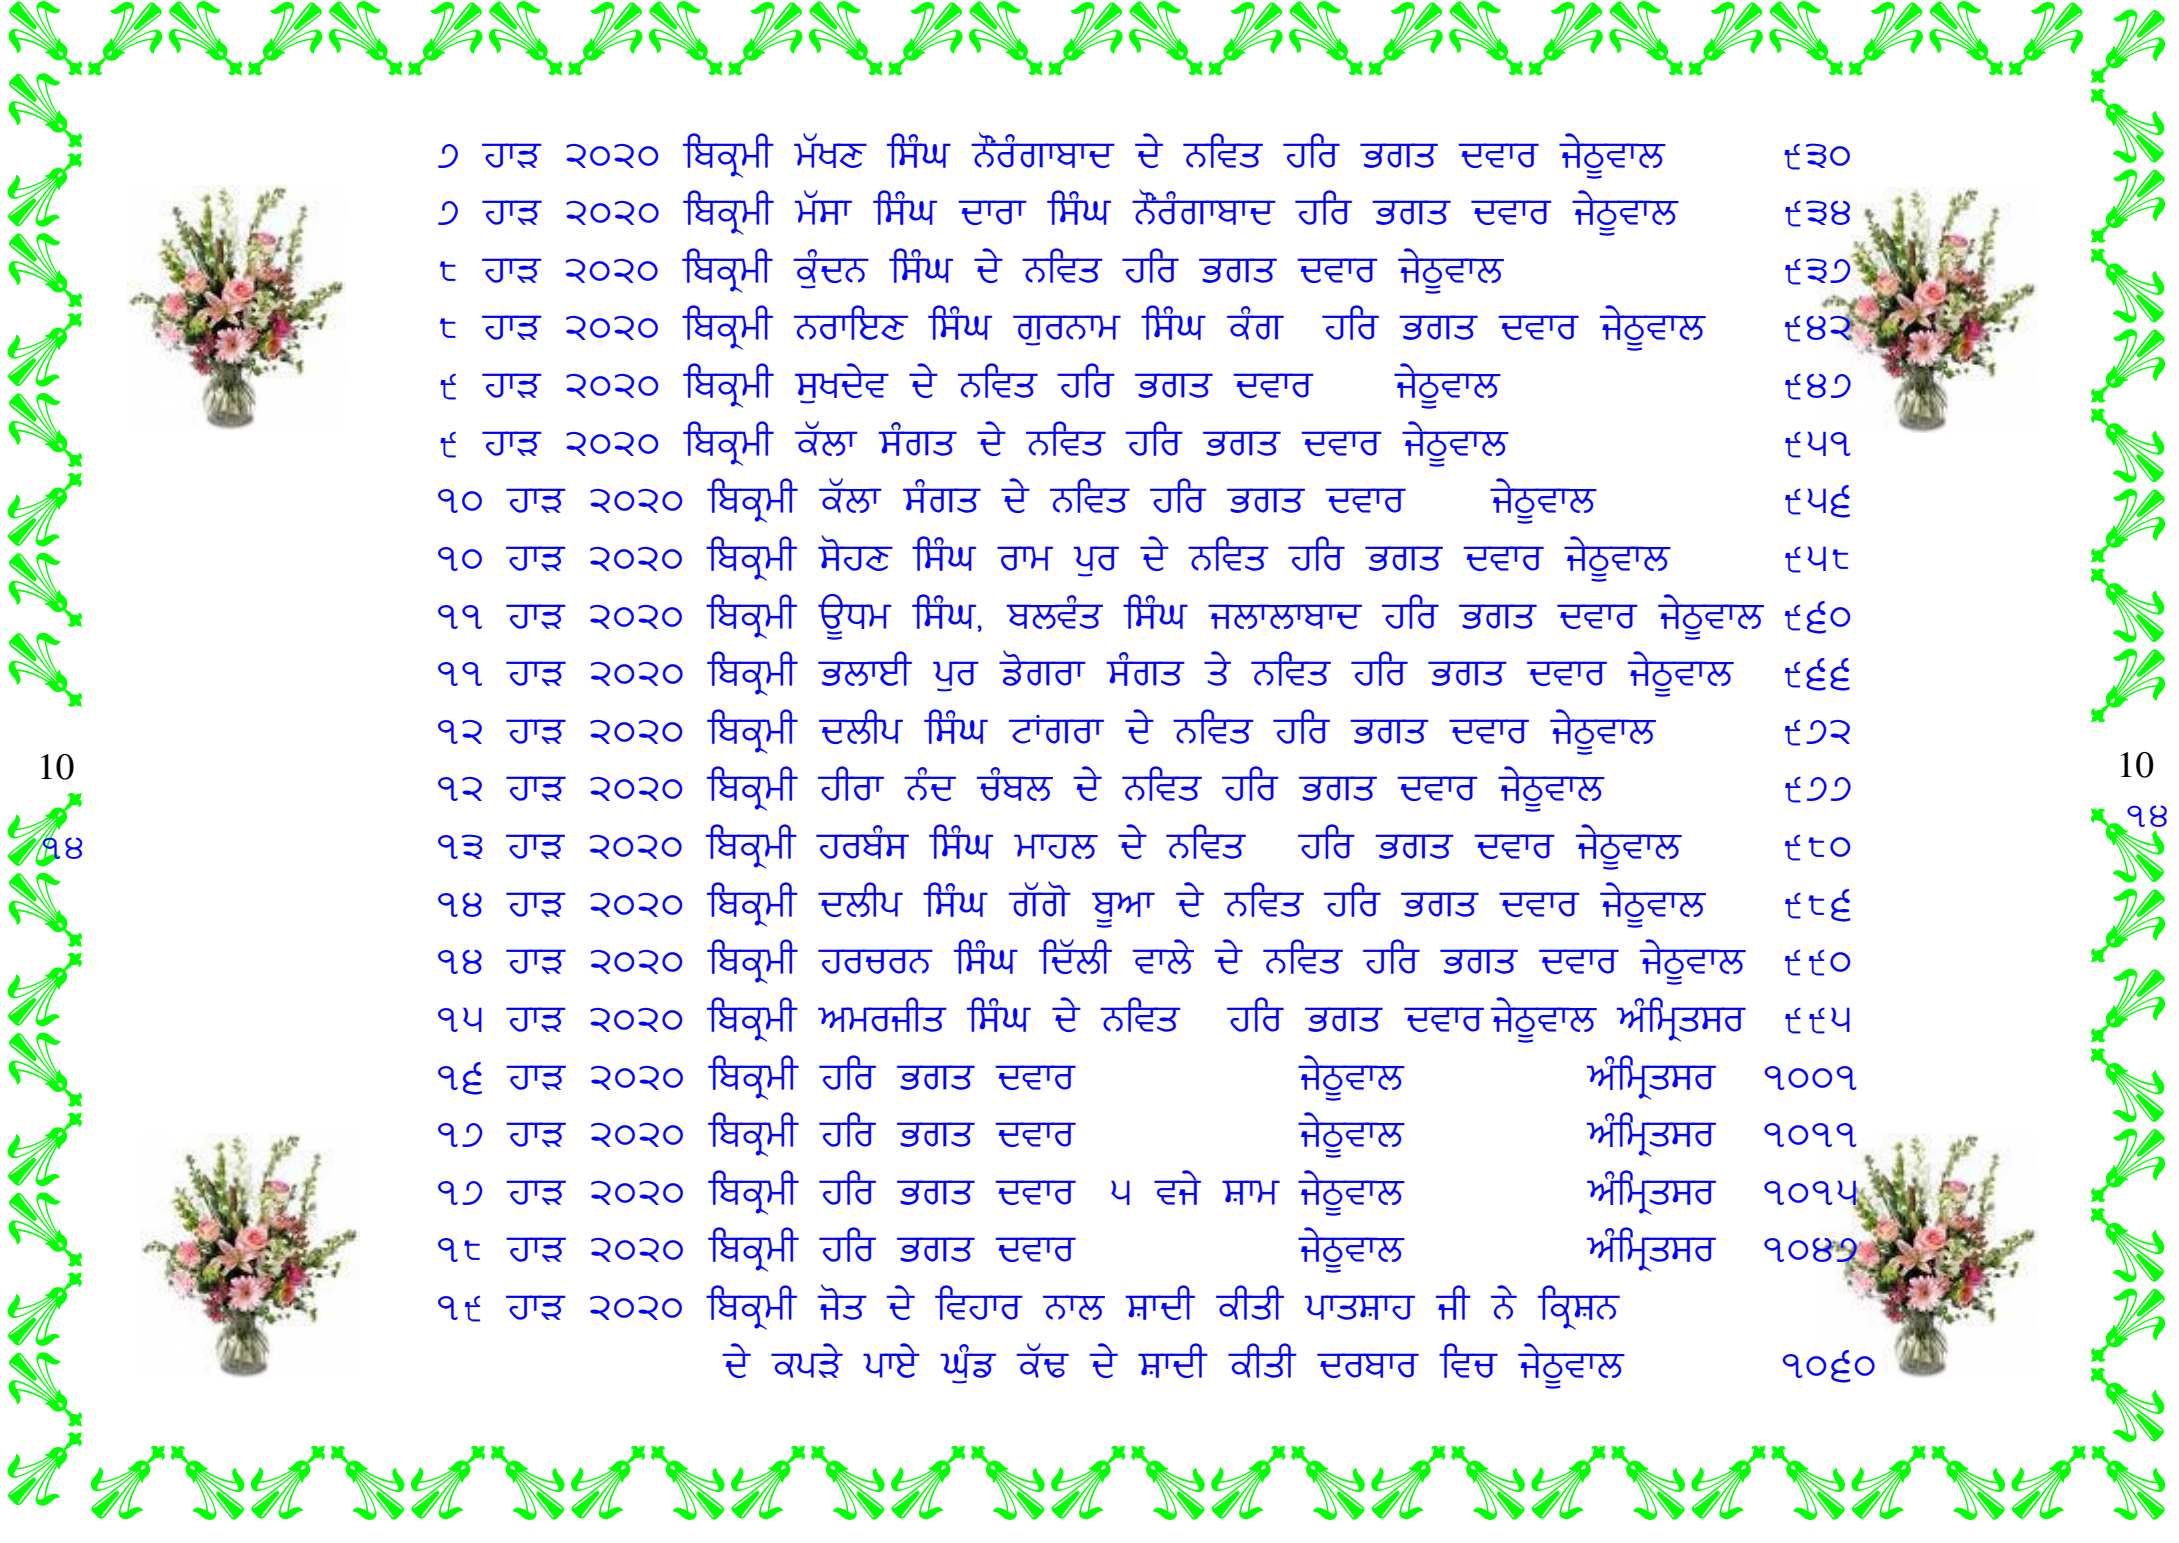 ੭ ਹਾੜ ੨੦੨੦ ਬਿਕ੍ਰਮੀ ਮੱਖਣ ਸਿੰਘ ਨੌਰੰਗਾਬਾਦ ਦੇ ਨਵਿਤ ਹਰਿ ਭਗਤ ਦਵਾਰ ਜੇਠੂਵਾਲ ੯੩੦
੭ ਹਾੜ ੨੦੨੦ ਬਿਕ੍ਰਮੀ ਮੱਸਾ ਸਿੰਘ ਦਾਰਾ ਸਿੰਘ ਨੌਰੰਗਾਬਾਦ ਹਰਿ ਭਗਤ ਦਵਾਰ ਜੇਠੂਵਾਲ ੯੩੪
੮ ਹਾੜ ੨੦੨੦ ਬਿਕ੍ਰਮੀ ਕੁੰਦਨ ਸਿੰਘ ਦੇ ਨਵਿਤ ਹਰਿ ਭਗਤ ਦਵਾਰ ਜੇਠੂਵਾਲ ੯੩੭
੮ ਹਾੜ ੨੦੨੦ ਬਿਕ੍ਰਮੀ ਨਰਾਇਣ ਸਿੰਘ ਗੁਰਨਾਮ ਸਿੰਘ ਕੰਗ ਹਰਿ ਭਗਤ ਦਵਾਰ ਜੇਠੂਵਾਲ ੯੪੨
੯ ਹਾੜ ੨੦੨੦ ਬਿਕ੍ਰਮੀ ਸੁਖਦੇਵ ਦੇ ਨਵਿਤ ਹਰਿ ਭਗਤ ਦਵਾਰ ਜੇਠੂਵਾਲ ੯੪੭
੯ ਹਾੜ ੨੦੨੦ ਬਿਕ੍ਰਮੀ ਕੱਲਾ ਸੰਗਤ ਦੇ ਨਵਿਤ ਹਰਿ ਭਗਤ ਦਵਾਰ ਜੇਠੂਵਾਲ ੯੫੧
੧੦ ਹਾੜ ੨੦੨੦ ਬਿਕ੍ਰਮੀ ਕੱਲਾ ਸੰਗਤ ਦੇ ਨਵਿਤ ਹਰਿ ਭਗਤ ਦਵਾਰ ਜੇਠੂਵਾਲ ੯੫੬
੧੦ ਹਾੜ ੨੦੨੦ ਬਿਕ੍ਰਮੀ ਸੋਹਣ ਸਿੰਘ ਰਾਮ ਪੁਰ ਦੇ ਨਵਿਤ ਹਰਿ ਭਗਤ ਦਵਾਰ ਜੇਠੂਵਾਲ ੯੫੮
੧੧ ਹਾੜ ੨੦੨੦ ਬਿਕ੍ਰਮੀ ਊਧਮ ਸਿੰਘ, ਬਲਵੰਤ ਸਿੰਘ ਜਲਾਲਾਬਾਦ ਹਰਿ ਭਗਤ ਦਵਾਰ ਜੇਠੂਵਾਲ ੯੬੦
੧੧ ਹਾੜ ੨੦੨੦ ਬਿਕ੍ਰਮੀ ਭਲਾਈ ਪੁਰ ਡੋਗਰਾ ਸੰਗਤ ਤੇ ਨਵਿਤ ਹਰਿ ਭਗਤ ਦਵਾਰ ਜੇਠੂਵਾਲ ੯੬੬
੧੨ ਹਾੜ ੨੦੨੦ ਬਿਕ੍ਰਮੀ ਦਲੀਪ ਸਿੰਘ ਟਾਂਗਰਾ ਦੇ ਨਵਿਤ ਹਰਿ ਭਗਤ ਦਵਾਰ ਜੇਠੂਵਾਲ ੯੭੨
10 10
੧੨ ਹਾੜ ੨੦੨੦ ਬਿਕ੍ਰਮੀ ਹੀਰਾ ਨੰਦ ਚੰਬਲ ਦੇ ਨਵਿਤ ਹਰਿ ਭਗਤ ਦਵਾਰ ਜੇਠੂਵਾਲ ੯੭੭
੧੪ ੧੪
੧੩ ਹਾੜ ੨੦੨੦ ਬਿਕ੍ਰਮੀ ਹਰਬੰਸ ਸਿੰਘ ਮਾਹਲ ਦੇ ਨਵਿਤ ਹਰਿ ਭਗਤ ਦਵਾਰ ਜੇਠੂਵਾਲ ੯੮੦
੧੪ ਹਾੜ ੨੦੨੦ ਬਿਕ੍ਰਮੀ ਦਲੀਪ ਸਿੰਘ ਗੱਗੋ ਬੂਆ ਦੇ ਨਵਿਤ ਹਰਿ ਭਗਤ ਦਵਾਰ ਜੇਠੂਵਾਲ ੯੮੬
੧੪ ਹਾੜ ੨੦੨੦ ਬਿਕ੍ਰਮੀ ਹਰਚਰਨ ਸਿੰਘ ਦਿੱਲੀ ਵਾਲੇ ਦੇ ਨਵਿਤ ਹਰਿ ਭਗਤ ਦਵਾਰ ਜੇਠੂਵਾਲ ੯੯੦
੧੫ ਹਾੜ ੨੦੨੦ ਬਿਕ੍ਰਮੀ ਅਮਰਜੀਤ ਸਿੰਘ ਦੇ ਨਵਿਤ ਹਰਿ ਭਗਤ ਦਵਾਰ ਜੇਠੂਵਾਲ ਅੰਮ੍ਰਿਤਸਰ ੯੯੫
੧੬ ਹਾੜ ੨੦੨੦ ਬਿਕ੍ਰਮੀ ਹਰਿ ਭਗਤ ਦਵਾਰ ਜੇਠੂਵਾਲ ਅੰਮ੍ਰਿਤਸਰ ੧੦੦੧
੧੭ ਹਾੜ ੨੦੨੦ ਬਿਕ੍ਰਮੀ ਹਰਿ ਭਗਤ ਦਵਾਰ ਜੇਠੂਵਾਲ ਅੰਮ੍ਰਿਤਸਰ ੧੦੧੧
੧੭ ਹਾੜ ੨੦੨੦ ਬਿਕ੍ਰਮੀ ਹਰਿ ਭਗਤ ਦਵਾਰ ੫ ਵਜੇ ਸ਼ਾਮ ਜੇਠੂਵਾਲ ਅੰਮ੍ਰਿਤਸਰ ੧੦੧੫
੧੮ ਹਾੜ ੨੦੨੦ ਬਿਕ੍ਰਮੀ ਹਰਿ ਭਗਤ ਦਵਾਰ ਜੇਠੂਵਾਲ ਅੰਮ੍ਰਿਤਸਰ ੧੦੪੭
੧੯ ਹਾੜ ੨੦੨੦ ਬਿਕ੍ਰਮੀ ਜੋਤ ਦੇ ਵਿਹਾਰ ਨਾਲ ਸ਼ਾਦੀ ਕੀਤੀ ਪਾਤਸ਼ਾਹ ਜੀ ਨੇ ਕ੍ਰਿਸ਼ਨ
ਦੇ ਕਪੜੇ ਪਾਏ ਘੁੰਡ ਕੱਢ ਦੇ ਸ਼ਾਦੀ ਕੀਤੀ ਦਰਬਾਰ ਵਿਚ ਜੇਠੂਵਾਲ ੧੦੬੦